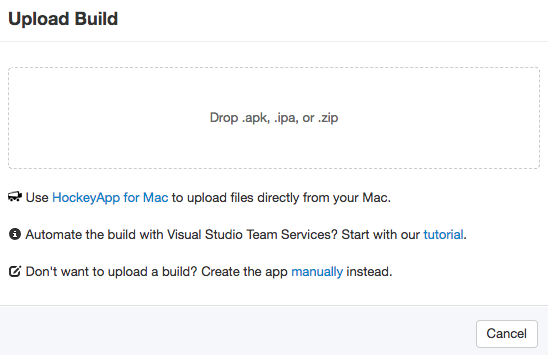 Upload Build
Drop .apk, .ipa, or .zip
Use HockeyApp for Mac to upload files directly from your Mac.
Automate the build with Visual Studio Team Services? Start with our tutorial.
Don't want to upload a build? Create the app manually instead.
Cancel